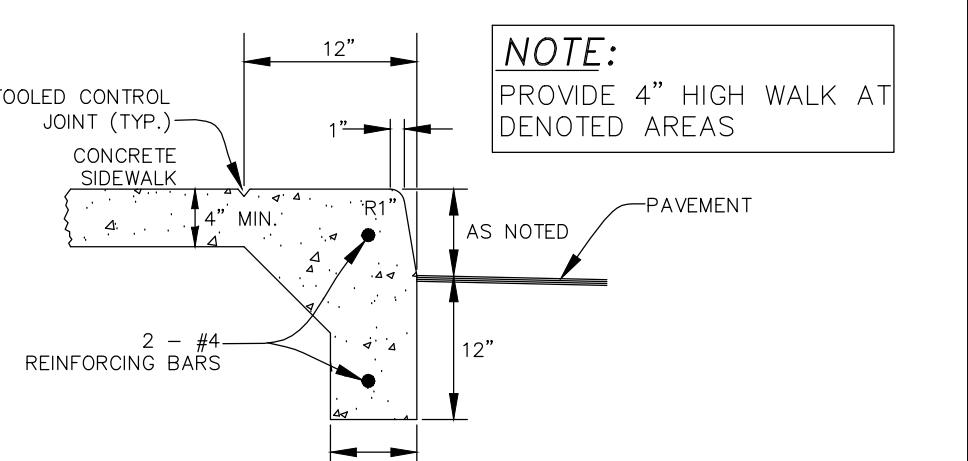 12"
NOTE:
PROVIDE 4" HIGH WALK AT
DENOTED AREAS
TOOLED CONTROL
JOINT (TYP.)
1"
CONCRETE
SIDEWALK
4" MIN.
R1"
AS NOTED
PAVEMENT
2 - #4
REINFORCING BARS
12"